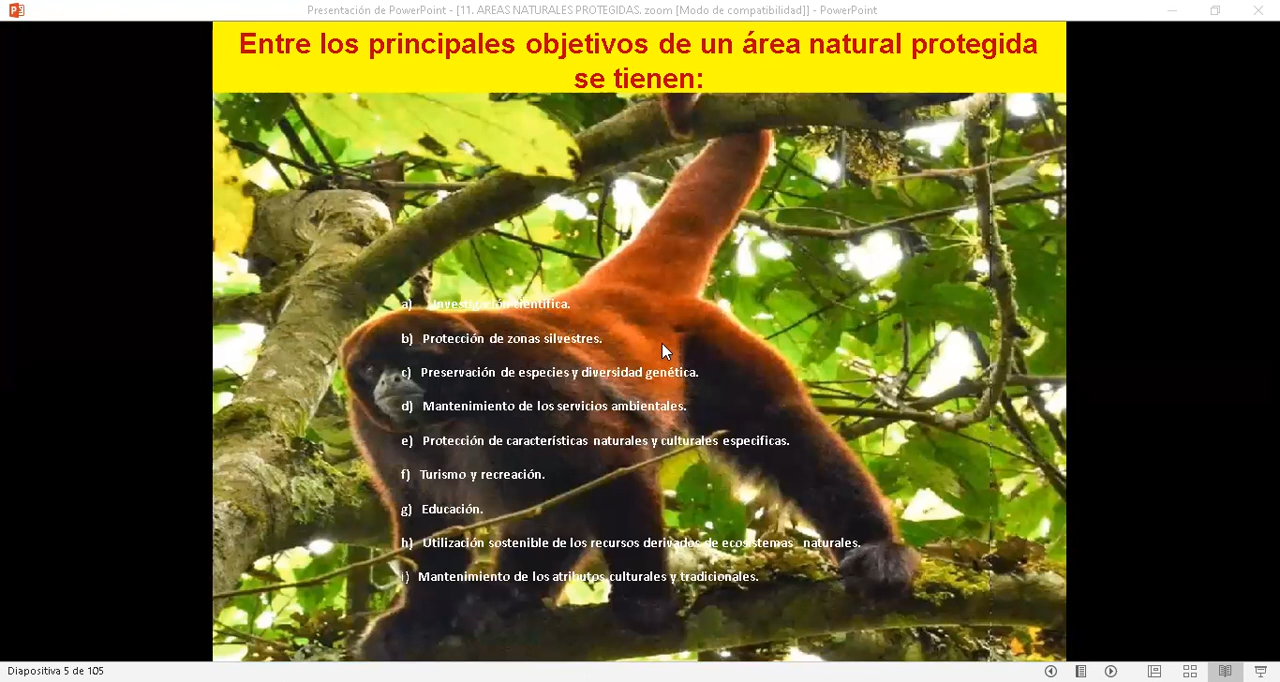 Presentación de PowerPoint - [11. AREAS NATURALES PROTEGIDAS. zoom [Modo de compatibilidad]] - PowerPoint
Entre los principales objetivos de un área natural protegida
se tienen:
a) Investigación científica.
b) Protección de zonas silvestres.
c) Preservación de especies y diversidad genética.
d) Mantenimiento de los servicios ambientales.
e) Protección de características naturales y culturales especificas.
f) Turismo y recreación.
g) Educación.
h) Utilización sostenible de los recursos derivados de ecosistemas naturales.
i) Mantenimiento de los atributos culturales y tradicionales.
Diapositiva 5 de 105